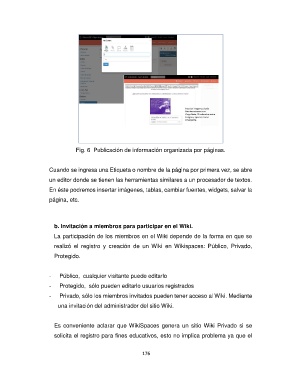 Fig. 6 Publicación de información organizada por páginas.
Cuando se ingresa una Etiqueta o nombre de la página por primera vez, se abre
un editor donde se tienen las herramientas similares a un procesador de textos.
En éste podremos insertar imágenes, tablas, cambiar fuentes, widgets, salvar la
página, etc.
b. Invitación a miembros para participar en el Wiki.
La participación de los miembros en el Wiki depende de la forma en que se
realizó el registro y creación de un Wiki en Wikispaces: Público, Privado,
Protegido.
- Público, cualquier visitante puede editarlo
- Protegido, sólo pueden editarlo usuarios registrados
- Privado, sólo los miembros invitados pueden tener acceso al Wiki. Mediante
una invitación del administrador del sitio Wiki.
Es conveniente aclarar que WikiSpaces genera un sitio Wiki Privado si se
solicita el registro para fines educativos, esto no implica problema ya que el
176